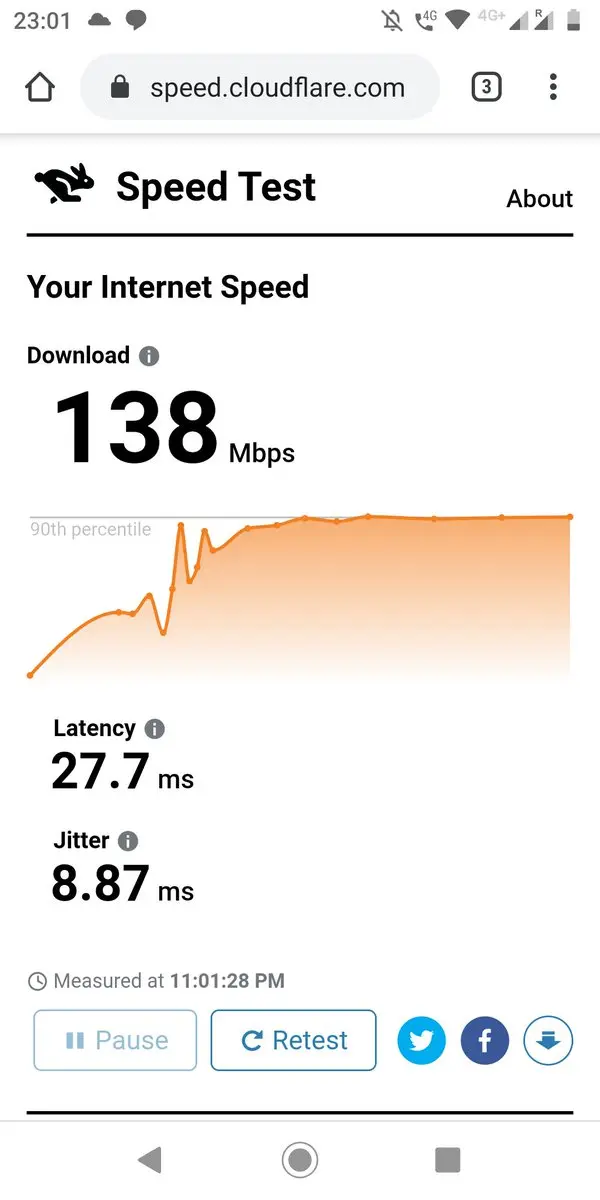 23:01 4G 4G+ R
speed.cloudflare.com 3
Speed Test
About
Your Internet Speed
Download
138 Mbps
90th percentile
Latency
27.7 ms
Jitter
8.87 ms
Measured at 11:01:28 PM
Pause Retest